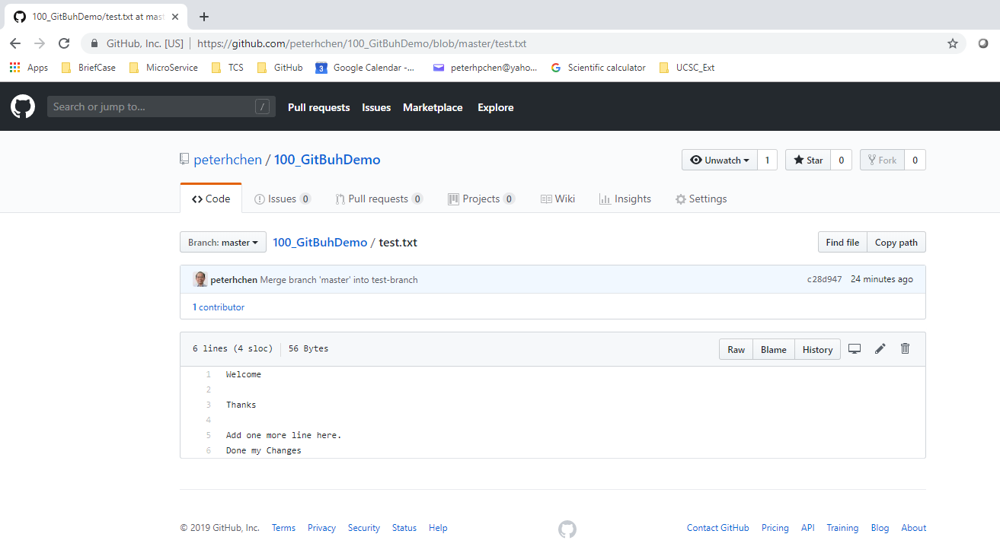 100_GitBuhDemo/test.txt at mast
GitHub, Inc. [US] | https://github.com/peterhchen/100_GitBuhDemo/blob/master/test.txt
Apps BriefCase MicroService TCS GitHub 3 Google Calendar -... peterhpchen@yaho... G Scientific calculator UCSC_Ext
Search or jump to... / Pull requests Issues Marketplace Explore
peterhchen / 100_GitBuhDemo Unwatch 1 Star 0 Fork 0
<> Code Issues 0 Pull requests 0 Projects 0 Wiki Insights Settings
Branch: master 100_GitBuhDemo / test.txt Find file Copy path
peterhchen Merge branch 'master' into test-branch c28d947 24 minutes ago
1 contributor
6 lines (4 sloc) 56 Bytes Raw Blame History
1 Welcome
2
3 Thanks
4
5 Add one more line here.
6 Done my Changes
© 2019 GitHub, Inc. Terms Privacy Security Status Help Contact GitHub Pricing API Training Blog About